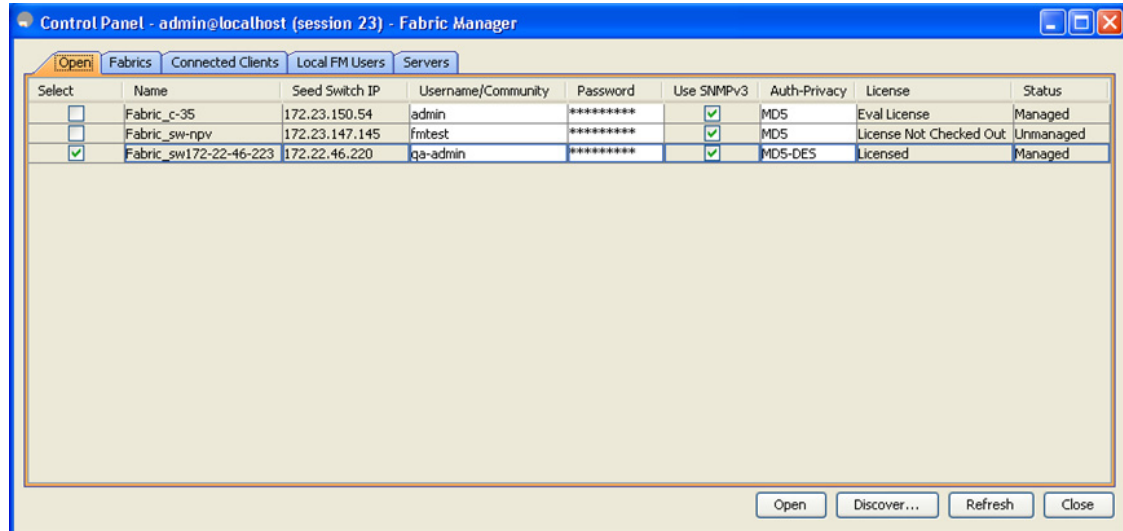 Control Panel - admin@localhost (session 23) - Fabric Manager
Open Fabrics Connected Clients Local FM Users Servers
Select Name Seed Switch IP Username/Community Password Use SNMPv3 Auth-Privacy License Status
Fabric_c-35 172.23.150.54 admin ********* MD5 Eval License Managed
Fabric_sw-npv 172.23.147.145 fmtest ********* MD5 License Not Checked Out Unmanaged
Fabric_sw172-22-46-223 172.22.46.220 qa-admin ********* MD5-DES Licensed Managed
Open Discover... Refresh Close